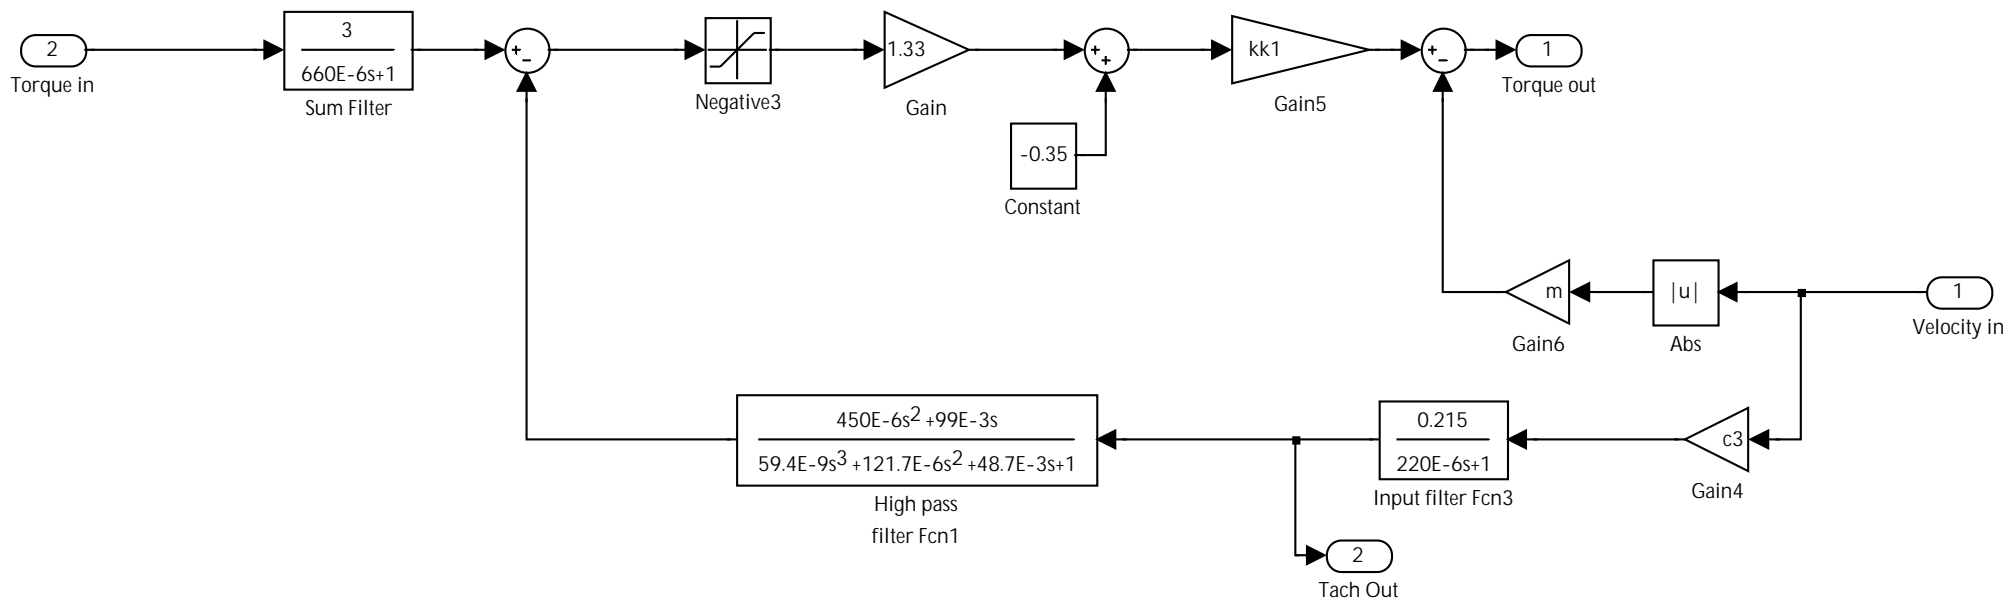 2
Torque in
3
660E-6s+1
Sum Filter
+
−
Negative3
1.33
Gain
+
+
-0.35
Constant
kk1
Gain5
+
−
1
Torque out
m
Gain6
|u|
Abs
1
Velocity in
450E-6s² +99E-3s
59.4E-9s³ +121.7E-6s² +48.7E-3s+1
High pass
filter Fcn1
0.215
220E-6s+1
Input filter Fcn3
c3
Gain4
2
Tach Out